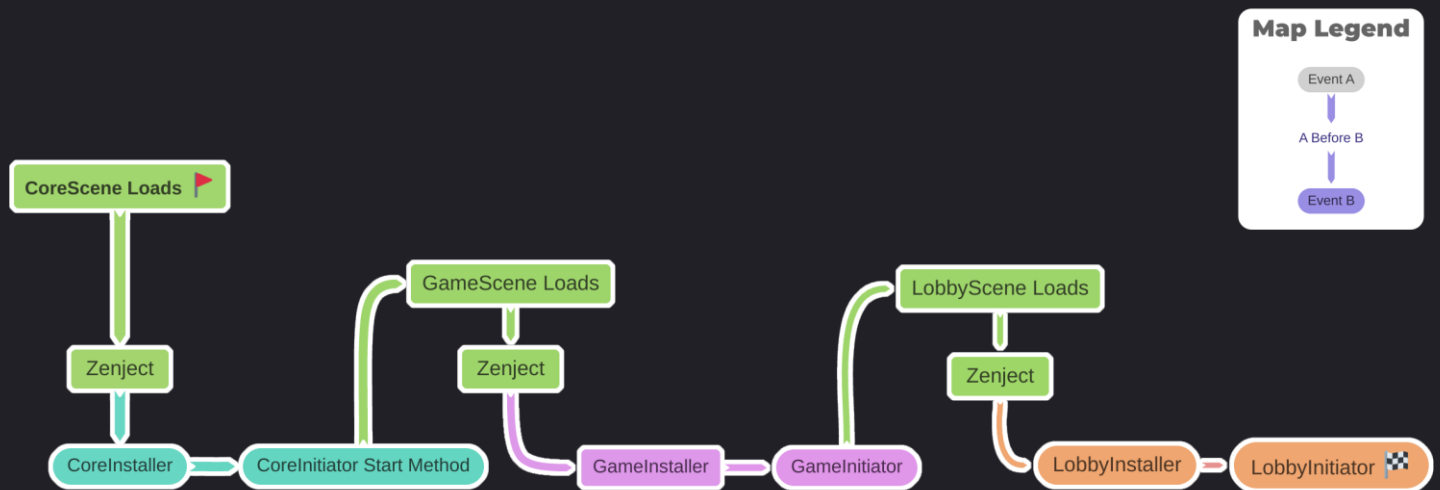 Map Legend
Event A
A Before B
Event B
CoreScene Loads
GameScene Loads
LobbyScene Loads
Zenject
Zenject
Zenject
CoreInstaller
CoreInitiator Start Method
GameInstaller
GameInitiator
LobbyInstaller
LobbyInitiator